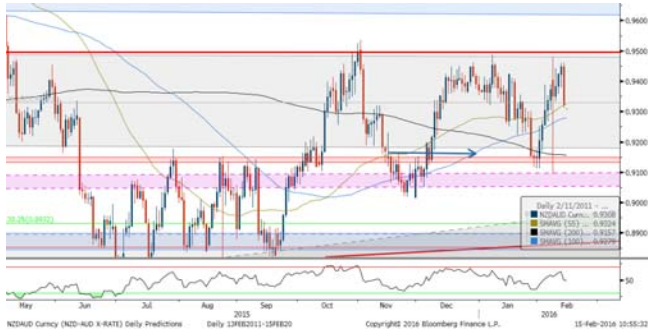 0.9600
0.9500
0.9400
0.9300
0.9200
0.9100
0.9000
0.8900
Daily 2/11/2011 - ...
NZDAUD Curnc... 0.9308
SMAVG (55) ... 0.9324
SMAVG (200) ... 0.9157
SMAVG (100)... 0.9279
50
May Jun Jul Aug Sep Oct Nov Dec Jan Feb
2015 2016
NZDAUD Curncy (NZD-AUD X-RATE) Daily Predictions Daily 13FEB2011-15FEB20 Copyright© 2016 Bloomberg Finance L.P. 15-Feb-2016 10:55:32